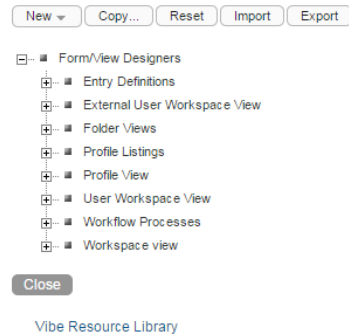 New Copy... Reset Import Export
Form/View Designers
Entry Definitions
External User Workspace View
Folder Views
Profile Listings
Profile View
User Workspace View
Workflow Processes
Workspace view
Close
Vibe Resource Library